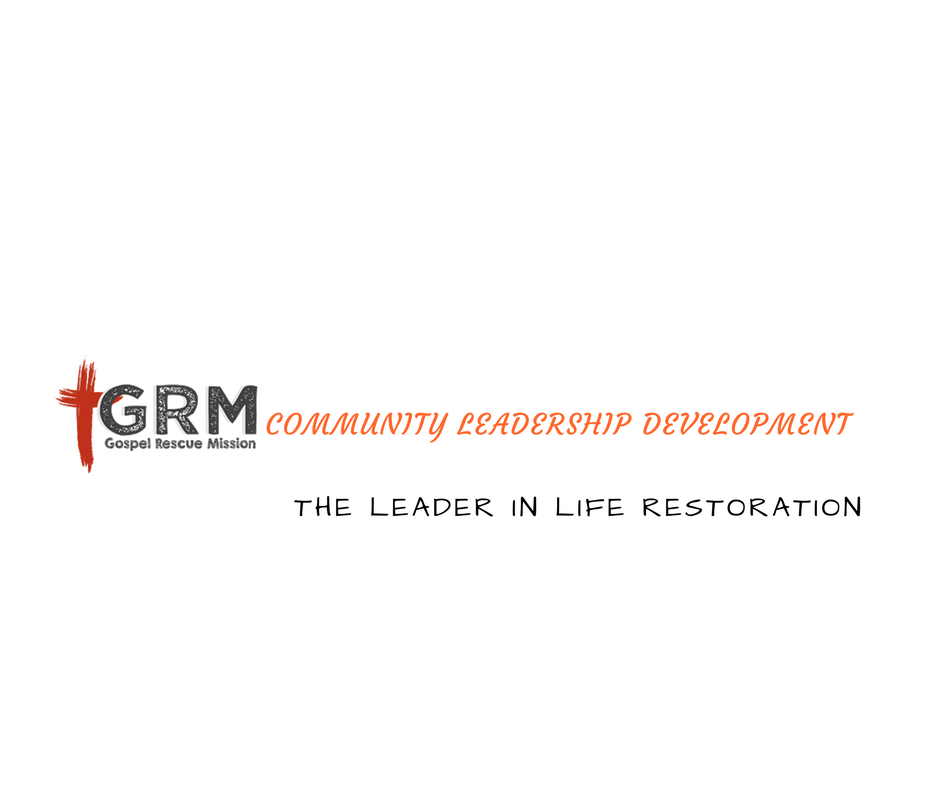 GRM
Gospel Rescue Mission
COMMUNITY LEADERSHIP DEVELOPMENT
THE LEADER IN LIFE RESTORATION